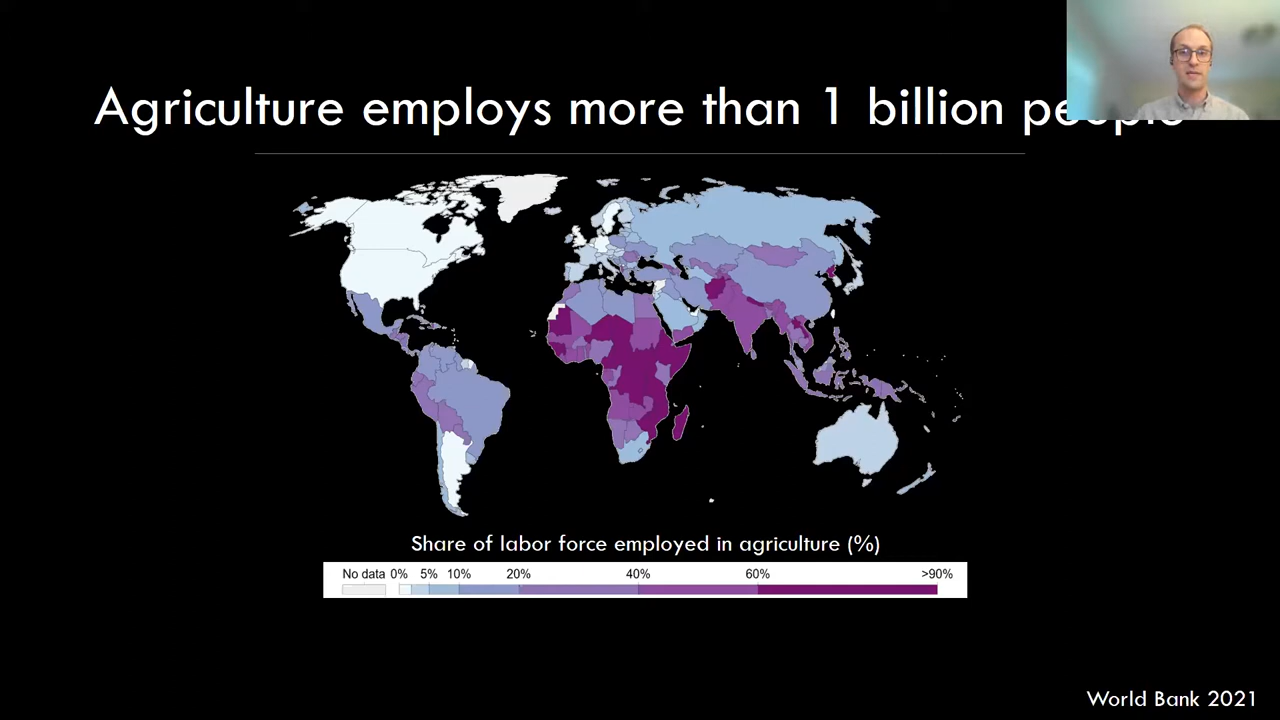 Agriculture employs more than 1 billion people
Share of labor force employed in agriculture (%)
No data 0% 5% 10% 20% 40% 60% >90%
World Bank 2021